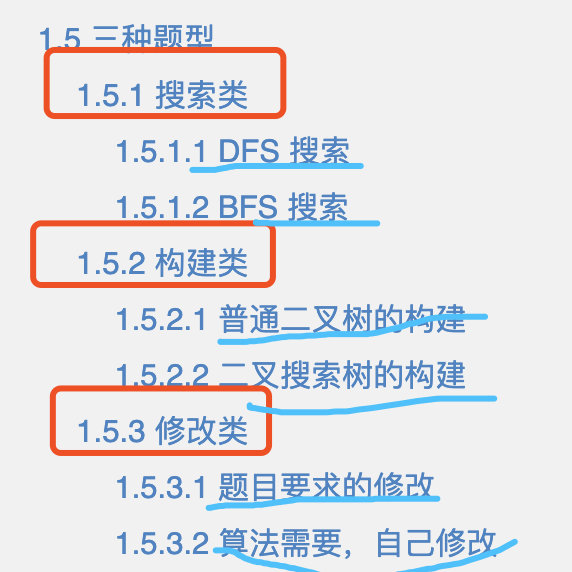 1.5 三种题型
1.5.1 搜索类
1.5.1.1 DFS 搜索
1.5.1.2 BFS 搜索
1.5.2 构建类
1.5.2.1 普通二叉树的构建
1.5.2.2 二叉搜索树的构建
1.5.3 修改类
1.5.3.1 题目要求的修改
1.5.3.2 算法需要，自己修改